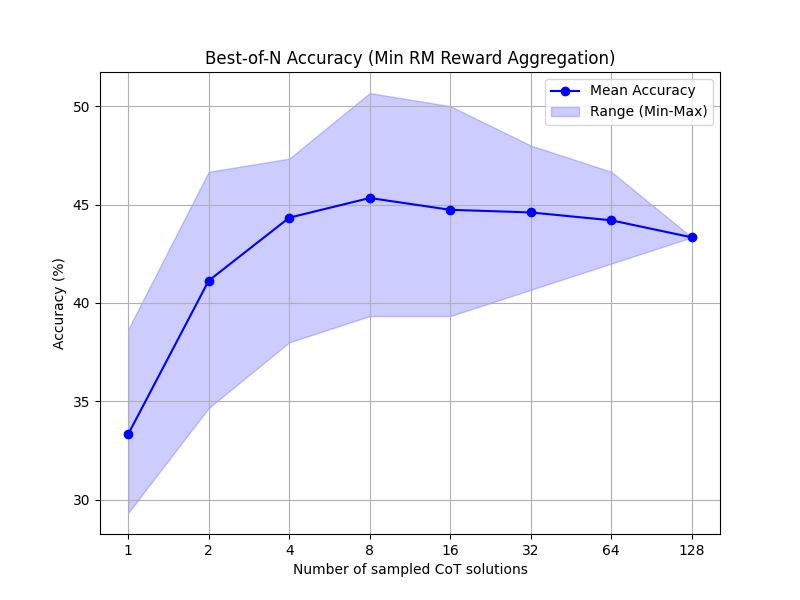 Best-of-N Accuracy (Min RM Reward Aggregation)
Mean Accuracy
Range (Min-Max)
Accuracy (%)
50
45
40
35
30
1 2 4 8 16 32 64 128
Number of sampled CoT solutions